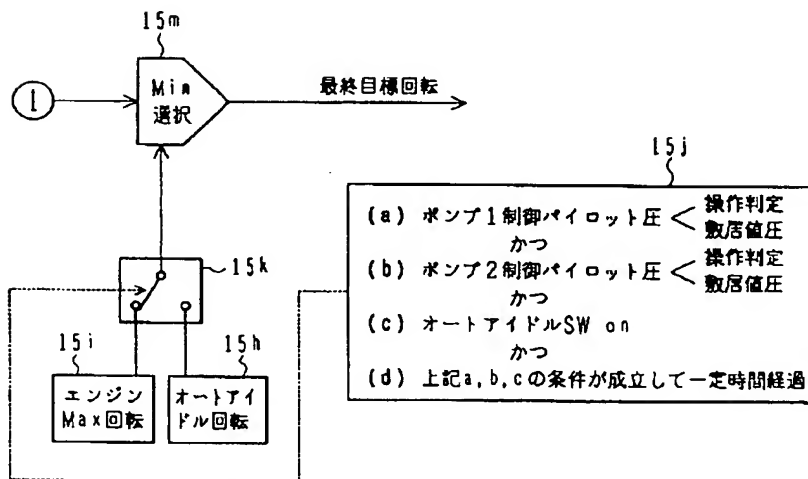 15m
1
Min
選択
最終目標回転
15j
(a) ポンプ1制御パイロット圧 < 操作判定
敷居値圧
かつ
(b) ポンプ2制御パイロット圧 < 操作判定
敷居値圧
かつ
(c) オートアイドルSW on
かつ
(d) 上記a,b,cの条件が成立して一定時間経過
15k
15i
エンジン
Max回転
15h
オートアイ
ドル回転